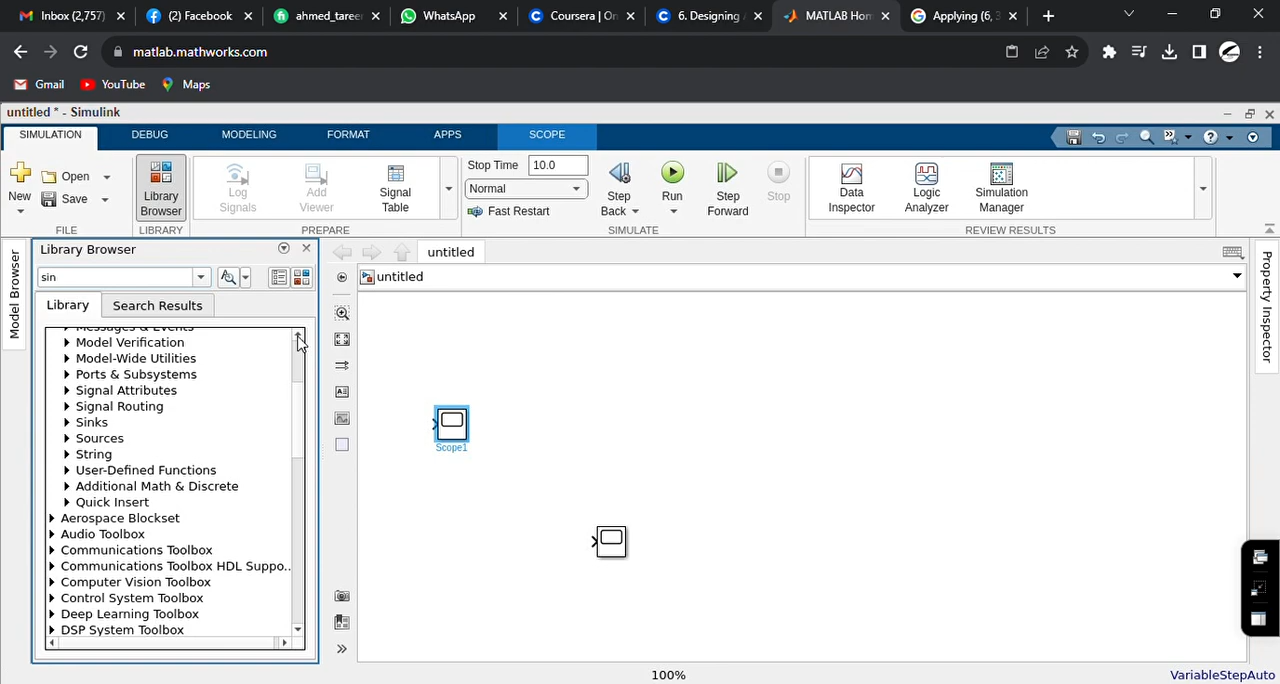 Inbox (2,757)
(2) Facebook
ahmed_tareen
WhatsApp
Coursera | On
6. Designing
MATLAB Hom
Applying (6, 3
matlab.mathworks.com
Gmail
YouTube
Maps
untitled * - Simulink
SIMULATION
DEBUG
MODELING
FORMAT
APPS
SCOPE
New
Open
Save
FILE
Library Browser
LIBRARY
Log Signals
Add Viewer
Signal Table
PREPARE
Stop Time 10.0
Normal
Fast Restart
Step Back
Run
Step Forward
Stop
SIMULATE
Data Inspector
Logic Analyzer
Simulation Manager
REVIEW RESULTS
Model Browser
Library Browser
sin
Library
Search Results
Messages & Events
Model Verification
Model-Wide Utilities
Ports & Subsystems
Signal Attributes
Signal Routing
Sinks
Sources
String
User-Defined Functions
Additional Math & Discrete
Quick Insert
Aerospace Blockset
Audio Toolbox
Communications Toolbox
Communications Toolbox HDL Suppo..
Computer Vision Toolbox
Control System Toolbox
Deep Learning Toolbox
DSP System Toolbox
untitled
untitled
Scope1
Property Inspector
100%
VariableStepAuto